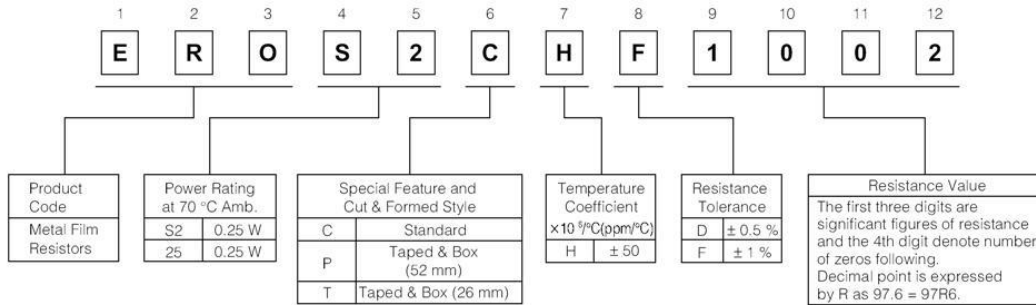 1 2 3 4 5 6 7 8 9 10 11 12
E R O S 2 C H F 1 0 0 2
Product
Code
Metal Film
Resistors
Power Rating
at 70 °C Amb.
S2 0.25 W
25 0.25 W
Special Feature and
Cut & Formed Style
C Standard
P Taped & Box
(52 mm)
T Taped & Box (26 mm)
Temperature
Coefficient
×10⁻⁶/°C(ppm/°C)
H ± 50
Resistance
Tolerance
D ± 0.5 %
F ± 1 %
Resistance Value
The first three digits are
significant figures of resistance
and the 4th digit denote number
of zeros following.
Decimal point is expressed
by R as 97.6 = 97R6.